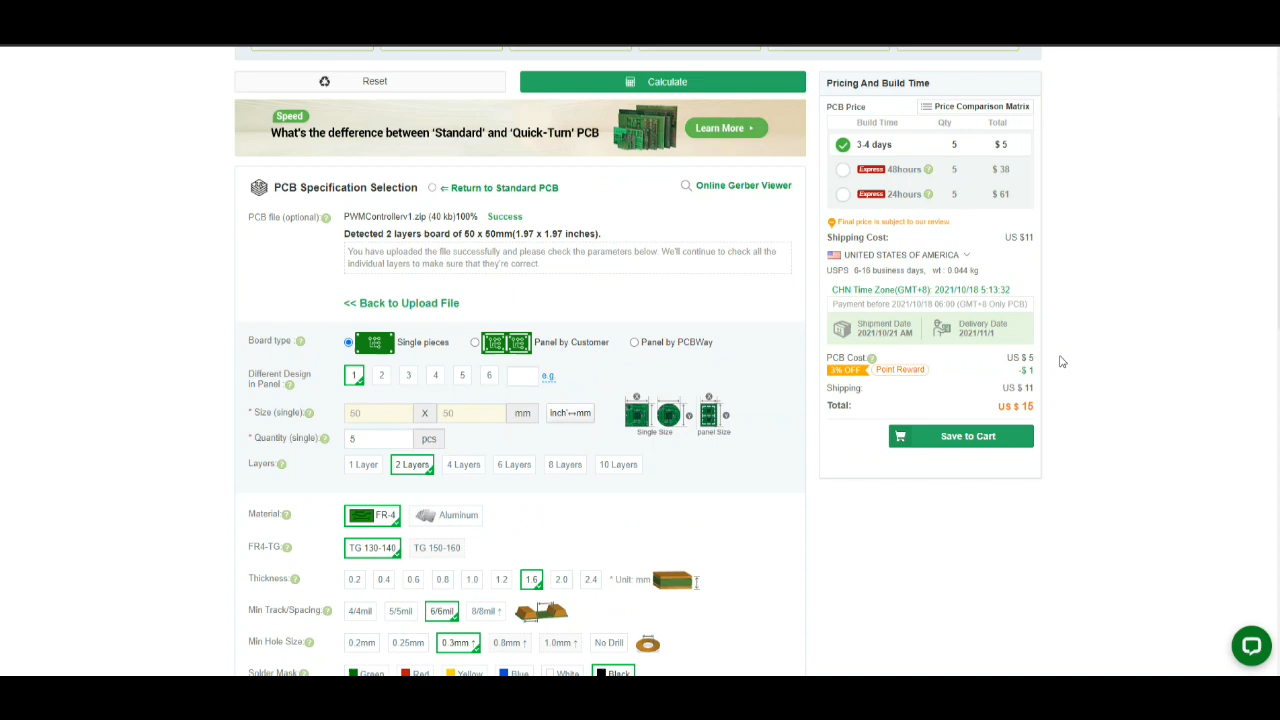 Reset
Calculate
Speed
What's the defference between 'Standard' and 'Quick-Turn' PCB
Learn More
PCB Specification Selection
⇐ Return to Standard PCB
Online Gerber Viewer
PCB file (optional):
PWMControllerv1.zip (40 kb)100% Success
Detected 2 layers board of 50 x 50mm(1.97 x 1.97 inches).
You have uploaded the file successfully and please check the parameters below. We'll continue to check all the
individual layers to make sure that they're correct.
<< Back to Upload File
Board type :
Single pieces
Panel by Customer
Panel by PCBWay
Different Design
in Panel :
1 2 3 4 5 6 e.g.
* Size (single):
50 X 50 mm inch'↔mm
Single Size
panel Size
* Quantity (single):
5 pcs
Layers:
1 Layer 2 Layers 4 Layers 6 Layers 8 Layers 10 Layers
Material:
FR-4 Aluminum
FR4-TG:
TG 130-140 TG 150-160
Thickness:
0.2 0.4 0.6 0.8 1.0 1.2 1.6 2.0 2.4 * Unit: mm
Min Track/Spacing:
4/4mil 5/5mil 6/6mil 8/8mil ↑
Min Hole Size:
0.2mm 0.25mm 0.3mm ↑ 0.8mm ↑ 1.0mm ↑ No Drill
Solder Mask
Green Red Yellow Blue White Black
Pricing And Build Time
PCB Price
Price Comparison Matrix
Build Time Qty Total
3-4 days 5 $ 5
Express 48hours 5 $ 38
Express 24hours 5 $ 61
Final price is subject to our review.
Shipping Cost: US $11
UNITED STATES OF AMERICA
USPS 6-16 business days, wt : 0.044 kg
CHN Time Zone(GMT+8): 2021/10/18 5:13:32
Payment before 2021/10/18 06:00 (GMT+8 Only PCB)
Shipment Date
2021/10/21 AM
Delivery Date
2021/11/1
PCB Cost US $ 5
3% OFF Point Reward -$ 1
Shipping: US $ 11
Total: US $ 15
Save to Cart